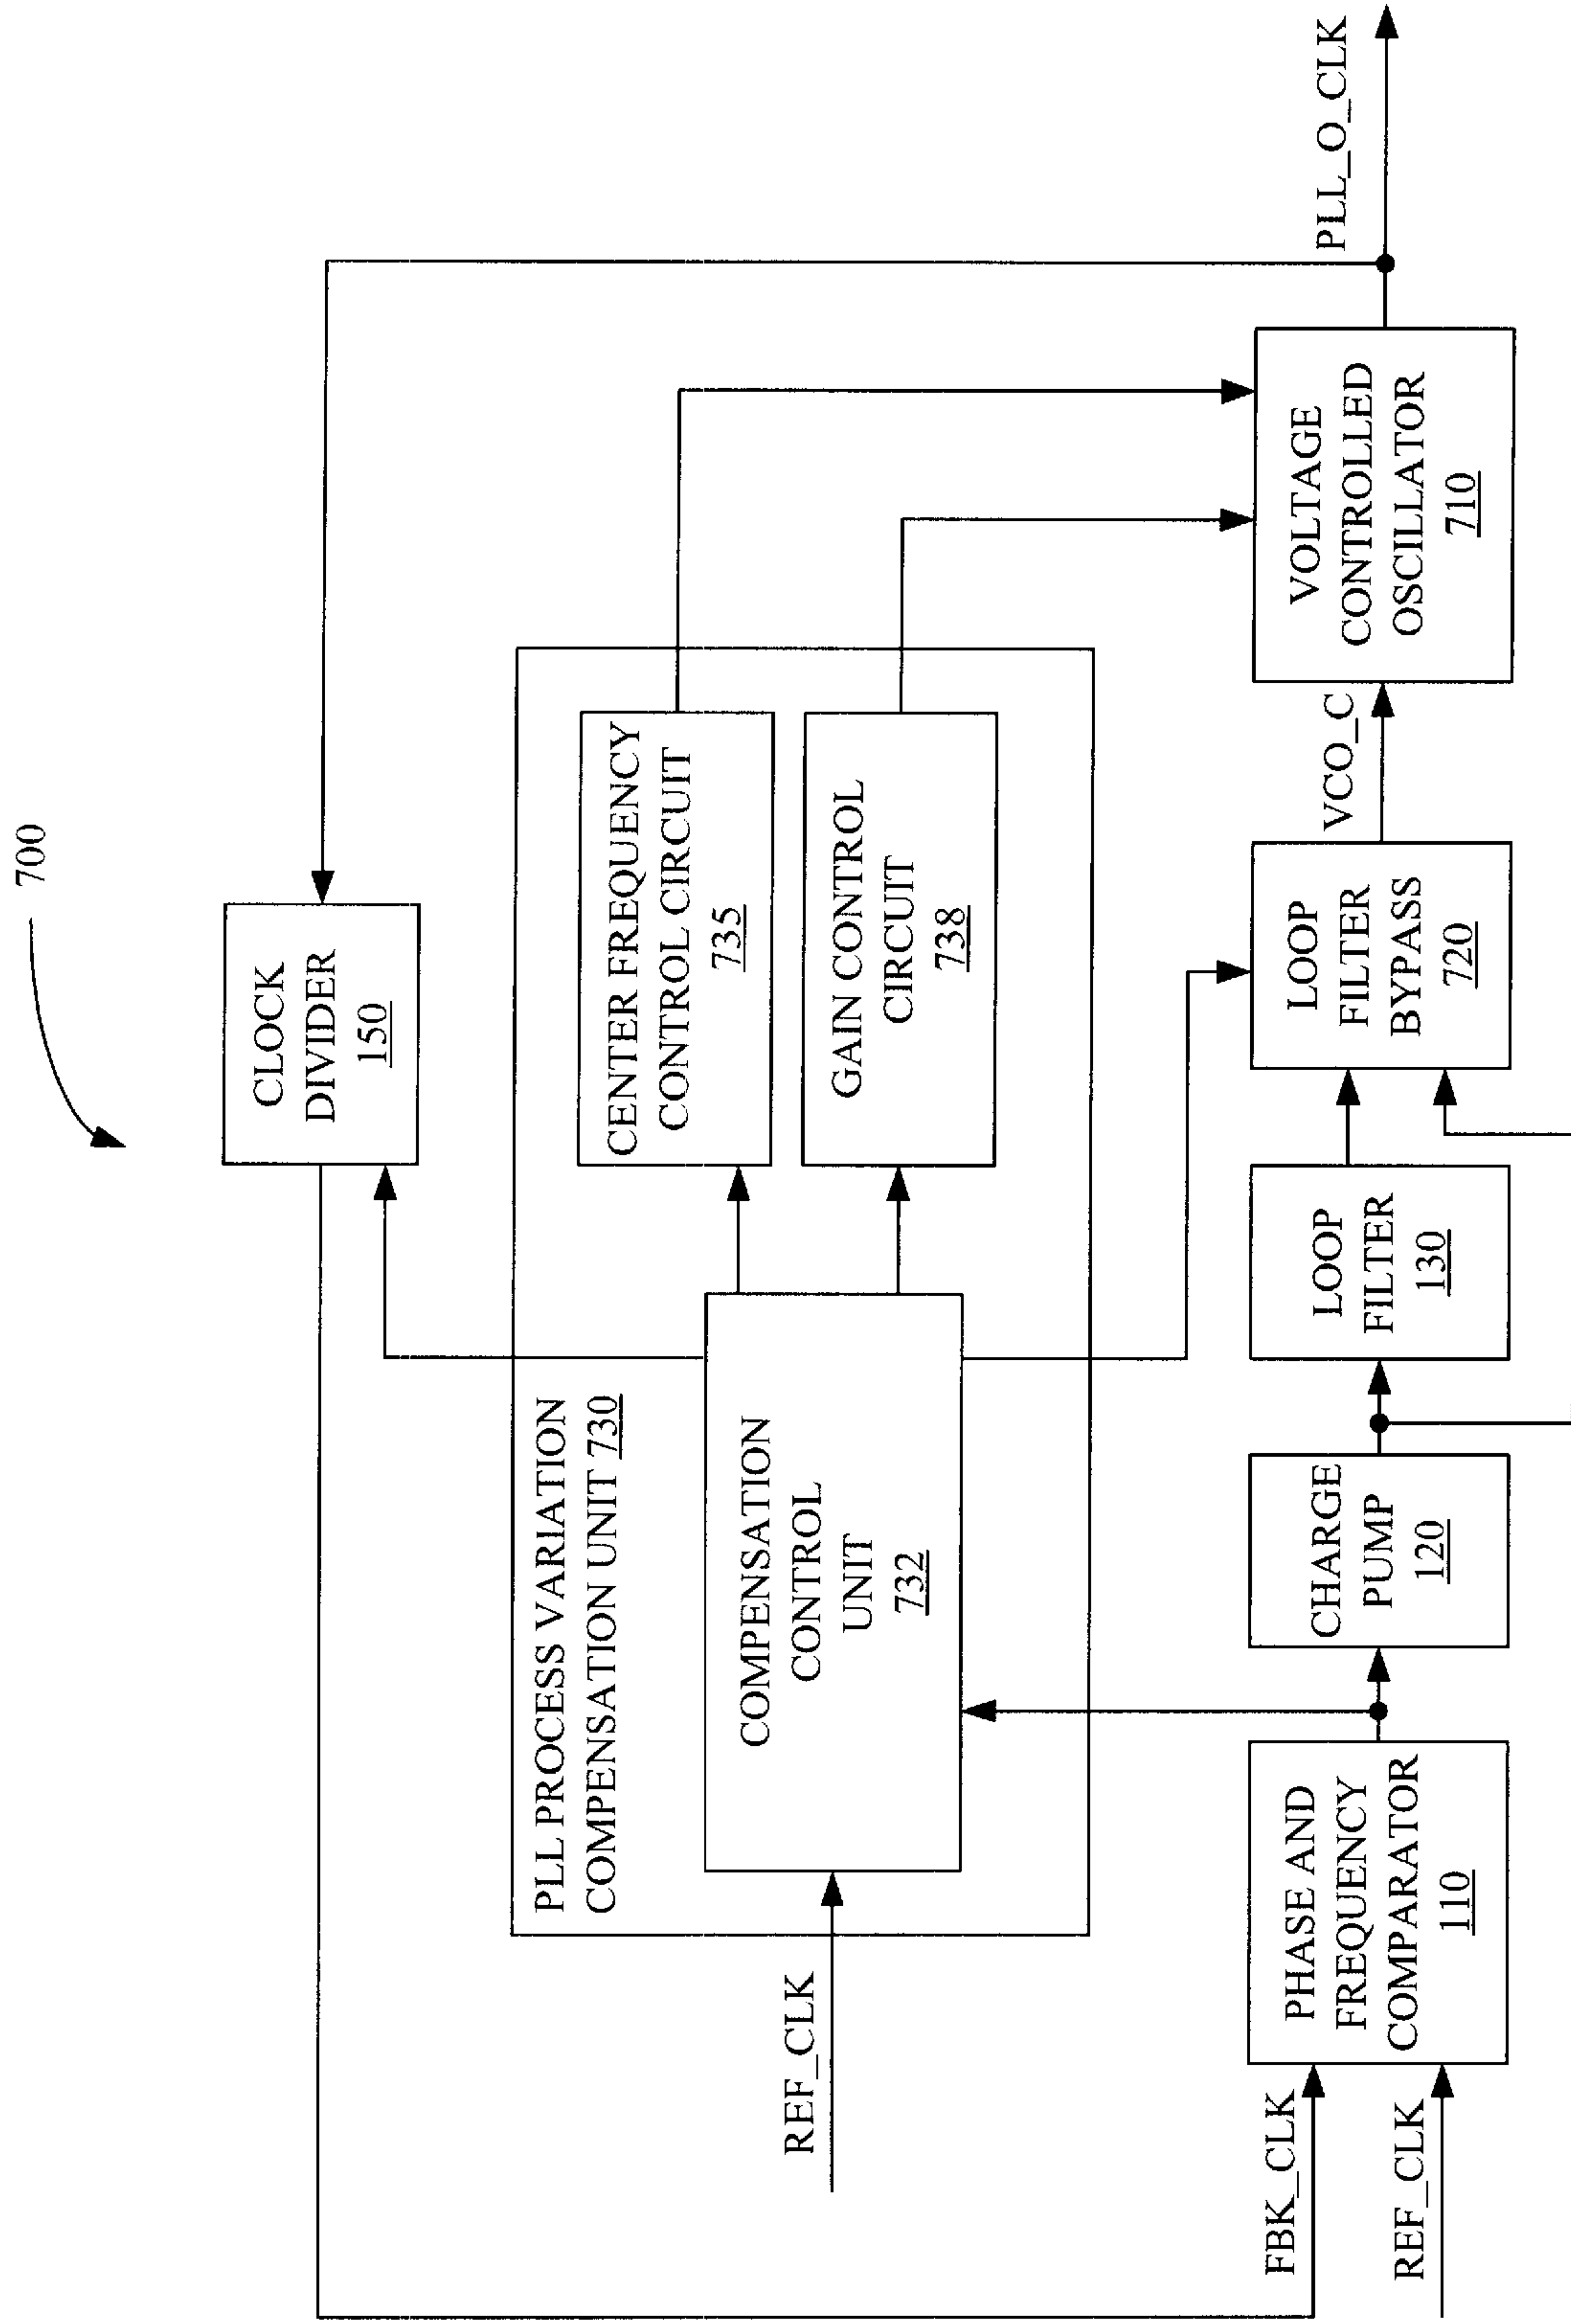 700
CLOCK
DIVIDER
150
PLL PROCESS VARIATION
COMPENSATION UNIT 730
CENTER FREQUENCY
CONTROL CIRCUIT
735
COMPENSATION
CONTROL
UNIT
732
GAIN CONTROL
CIRCUIT
738
REF_CLK
FBK_CLK
REF_CLK
PHASE AND
FREQUENCY
COMPARATOR
110
CHARGE
PUMP
120
LOOP
FILTER
130
LOOP
FILTER
BYPASS
720
VCO_C
VOLTAGE
CONTROLLED
OSCILLATOR
710
PLL_O_CLK